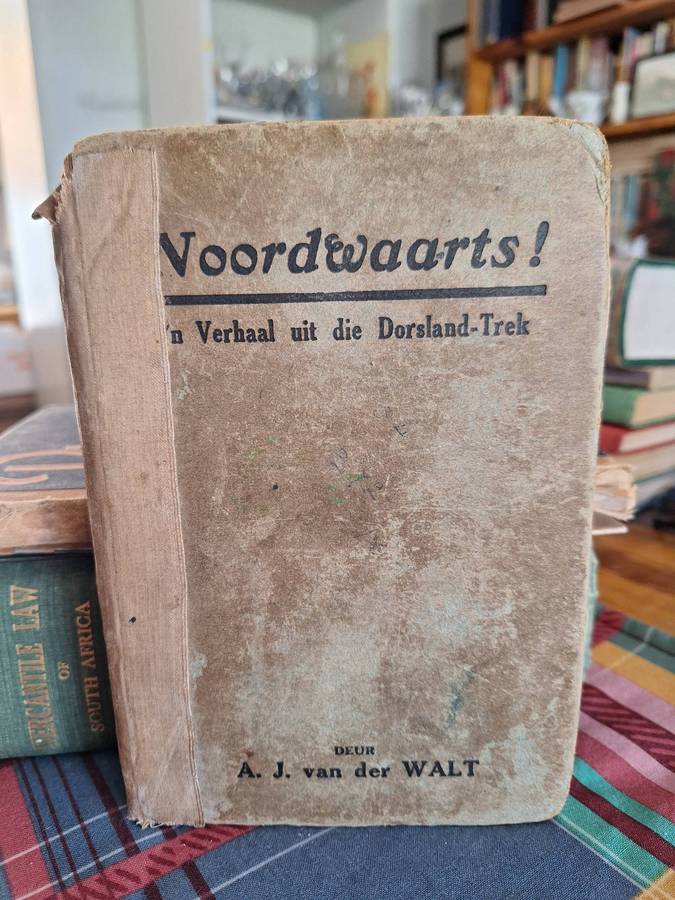 Noordwaarts!
'n Verhaal uit die Dorsland-Trek
DEUR
A. J. van der WALT
MERCANTILE LAW
OF
SOUTH AFRICA